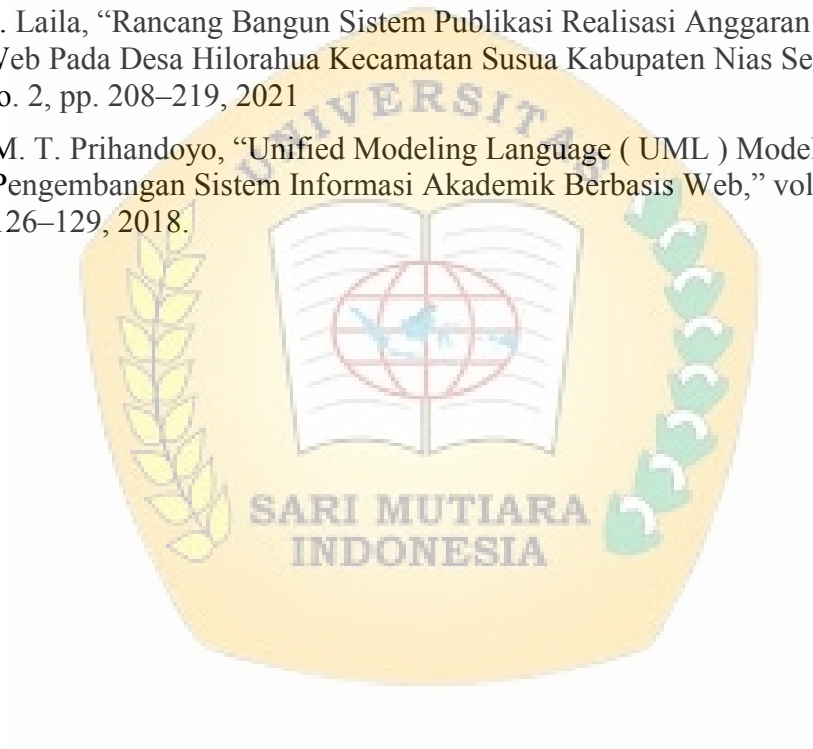 . Laila, “Rancang Bangun Sistem Publikasi Realisasi Anggaran
Web Pada Desa Hilorahua Kecamatan Susua Kabupaten Nias Se
o. 2, pp. 208–219, 2021
M. T. Prihandoyo, “Unified Modeling Language ( UML ) Model
Pengembangan Sistem Informasi Akademik Berbasis Web,” vol
126–129, 2018.
UNIVERSITAS
SARI MUTIARA
INDONESIA